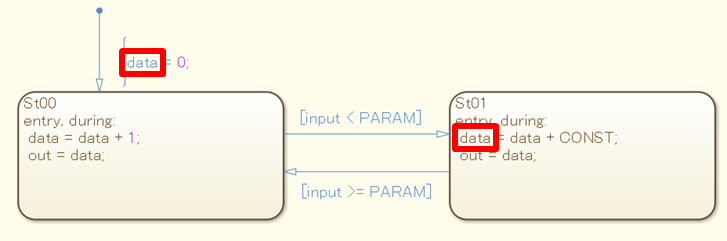 {
data = 0;
}
St00
entry, during:
data = data + 1;
out = data;
[input < PARAM]
[input >= PARAM]
St01
entry, during:
data = data + CONST;
out = data;